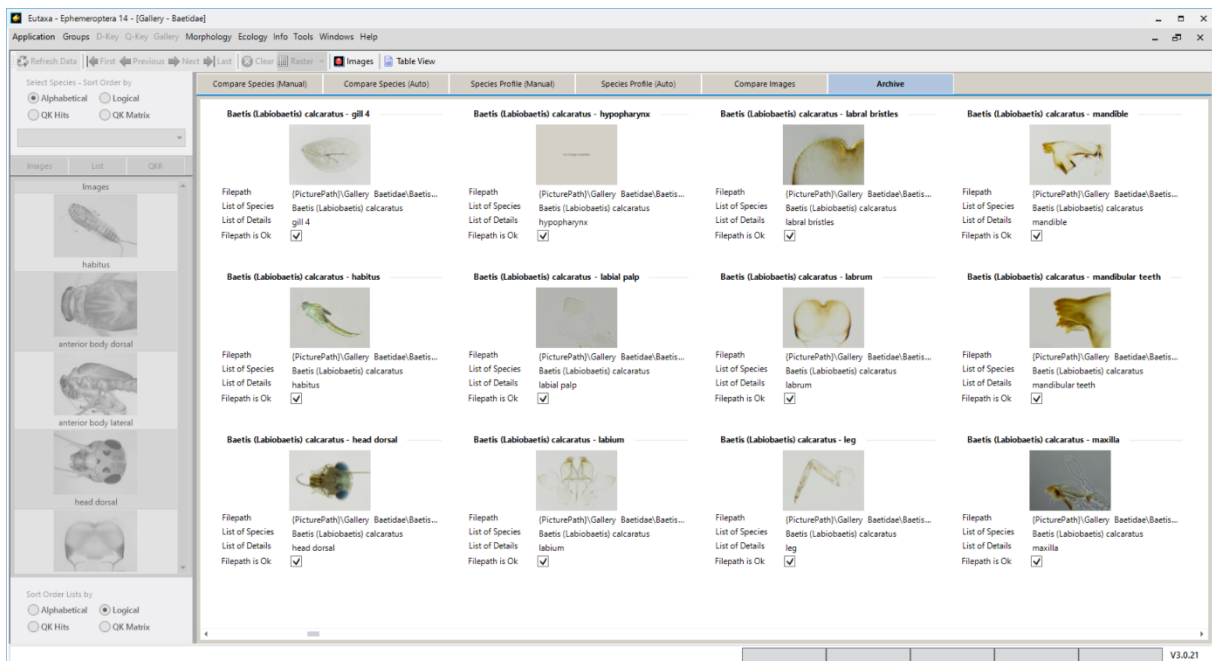 Eutaxa - Ephemeroptera 14 - [Gallery - Baetidae]
Application Groups D-Key Q-Key Gallery Morphology Ecology Info Tools Windows Help
Refresh Data First Previous Next Last Clear Raster Images Table View
Select Species - Sort Order by
Alphabetical Logical
QK Hits QK Matrix
Images List QKR
Images
habitus
anterior body dorsal
anterior body lateral
head dorsal
Sort Order Lists by
Alphabetical Logical
QK Hits QK Matrix
Compare Species (Manual) Compare Species (Auto) Species Profile (Manual) Species Profile (Auto) Compare Images Archive
Baetis (Labiobaetis) calcaratus - gill 4
Filepath {PicturePath}\Gallery Baetidae\Baetis...
List of Species Baetis (Labiobaetis) calcaratus
List of Details gill 4
Filepath is Ok
Baetis (Labiobaetis) calcaratus - hypopharynx
Filepath {PicturePath}\Gallery Baetidae\Baetis...
List of Species Baetis (Labiobaetis) calcaratus
List of Details hypopharynx
Filepath is Ok
Baetis (Labiobaetis) calcaratus - labral bristles
Filepath {PicturePath}\Gallery Baetidae\Baetis...
List of Species Baetis (Labiobaetis) calcaratus
List of Details labral bristles
Filepath is Ok
Baetis (Labiobaetis) calcaratus - mandible
Filepath {PicturePath}\Gallery Baetidae\Baetis...
List of Species Baetis (Labiobaetis) calcaratus
List of Details mandible
Filepath is Ok
Baetis (Labiobaetis) calcaratus - habitus
Filepath {PicturePath}\Gallery Baetidae\Baetis...
List of Species Baetis (Labiobaetis) calcaratus
List of Details habitus
Filepath is Ok
Baetis (Labiobaetis) calcaratus - labial palp
Filepath {PicturePath}\Gallery Baetidae\Baetis...
List of Species Baetis (Labiobaetis) calcaratus
List of Details labial palp
Filepath is Ok
Baetis (Labiobaetis) calcaratus - labrum
Filepath {PicturePath}\Gallery Baetidae\Baetis...
List of Species Baetis (Labiobaetis) calcaratus
List of Details labrum
Filepath is Ok
Baetis (Labiobaetis) calcaratus - mandibular teeth
Filepath {PicturePath}\Gallery Baetidae\Baetis...
List of Species Baetis (Labiobaetis) calcaratus
List of Details mandibular teeth
Filepath is Ok
Baetis (Labiobaetis) calcaratus - head dorsal
Filepath {PicturePath}\Gallery Baetidae\Baetis...
List of Species Baetis (Labiobaetis) calcaratus
List of Details head dorsal
Filepath is Ok
Baetis (Labiobaetis) calcaratus - labium
Filepath {PicturePath}\Gallery Baetidae\Baetis...
List of Species Baetis (Labiobaetis) calcaratus
List of Details labium
Filepath is Ok
Baetis (Labiobaetis) calcaratus - leg
Filepath {PicturePath}\Gallery Baetidae\Baetis...
List of Species Baetis (Labiobaetis) calcaratus
List of Details leg
Filepath is Ok
Baetis (Labiobaetis) calcaratus - maxilla
Filepath {PicturePath}\Gallery Baetidae\Baetis...
List of Species Baetis (Labiobaetis) calcaratus
List of Details maxilla
Filepath is Ok
V3.0.21